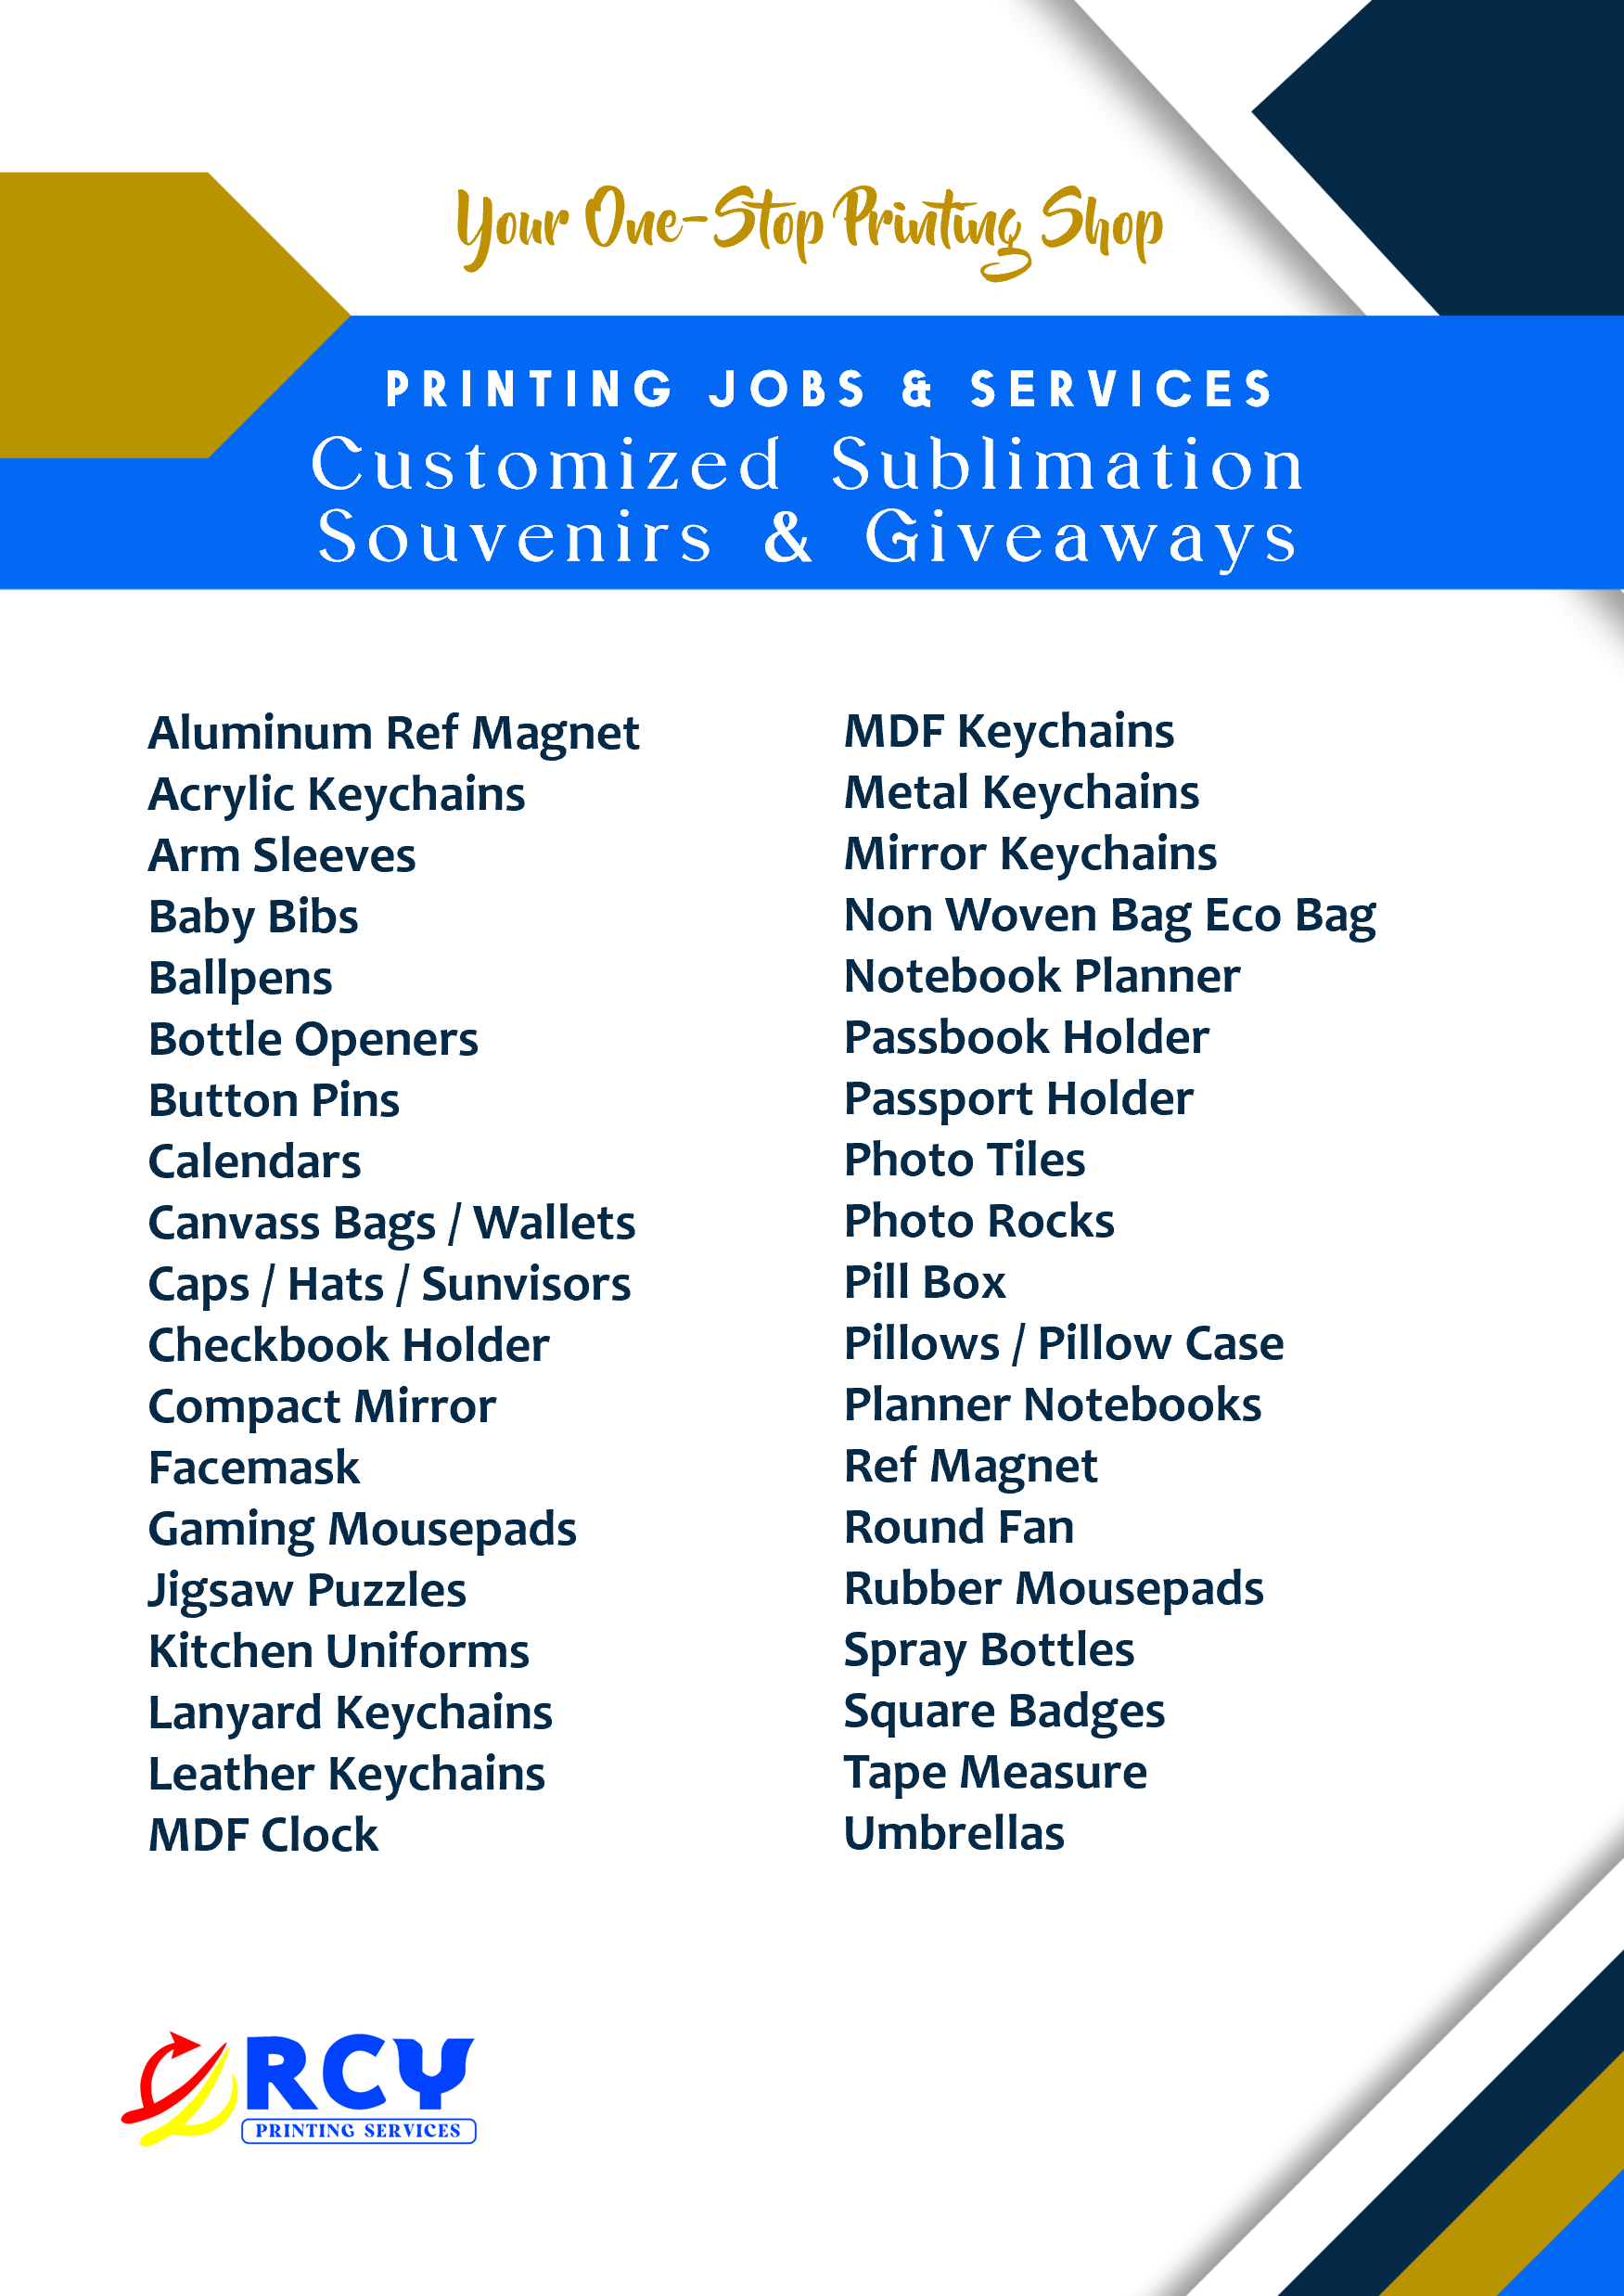 Your One-Stop Printing Shop
PRINTING JOBS & SERVICES
Customized Sublimation
Souvenirs & Giveaways
Aluminum Ref Magnet
Acrylic Keychains
Arm Sleeves
Baby Bibs
Ballpens
Bottle Openers
Button Pins
Calendars
Canvass Bags / Wallets
Caps / Hats / Sunvisors
Checkbook Holder
Compact Mirror
Facemask
Gaming Mousepads
Jigsaw Puzzles
Kitchen Uniforms
Lanyard Keychains
Leather Keychains
MDF Clock
MDF Keychains
Metal Keychains
Mirror Keychains
Non Woven Bag Eco Bag
Notebook Planner
Passbook Holder
Passport Holder
Photo Tiles
Photo Rocks
Pill Box
Pillows / Pillow Case
Planner Notebooks
Ref Magnet
Round Fan
Rubber Mousepads
Spray Bottles
Square Badges
Tape Measure
Umbrellas
RCY
PRINTING SERVICES